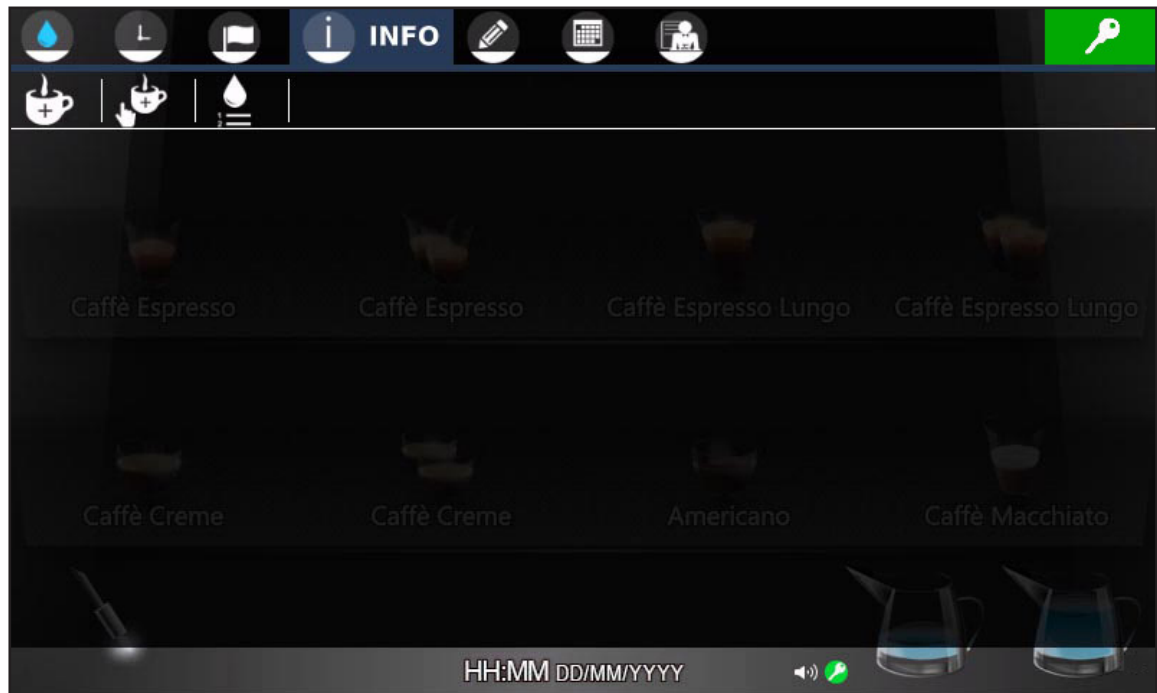 INFO
Caffè Espresso Caffè Espresso Caffè Espresso Lungo Caffè Espresso Lungo
Caffè Creme Caffè Creme Americano Caffè Macchiato
HH:MM DD/MM/YYYY